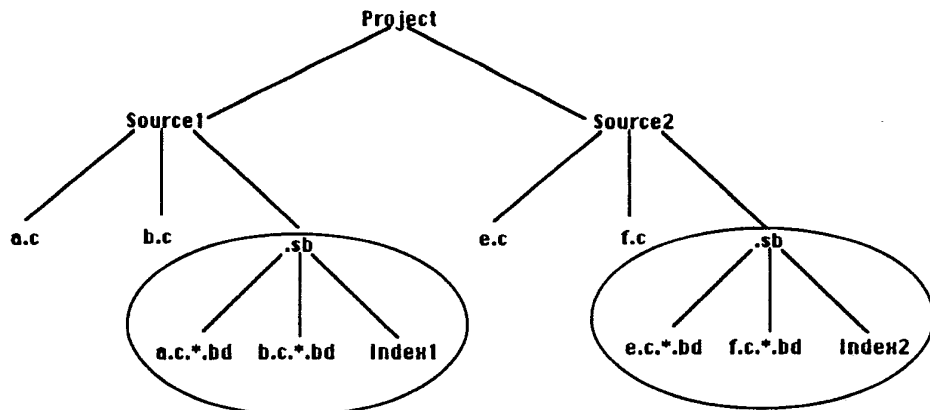 Project
Source1 Source2
a.c b.c .sb e.c f.c .sb
a.c.*.bd b.c.*.bd Index1 e.c.*.bd f.c.*.bd Index2